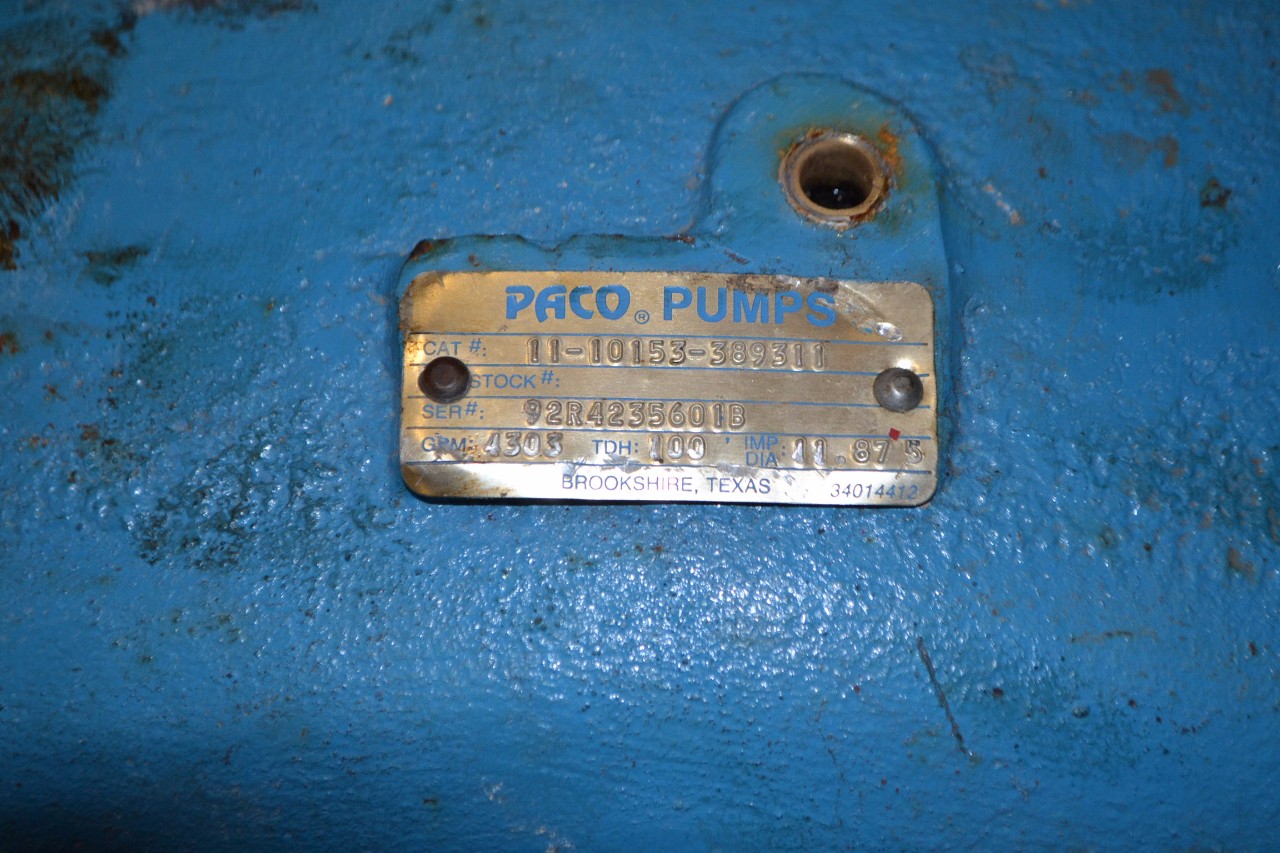 PACO® PUMPS
CAT #: 11-10153-389311
STOCK #:
SER#: 92R4235601B
GPM: 4303 TDH: 100 ' IMP. DIA: 11.875
BROOKSHIRE, TEXAS 34014412